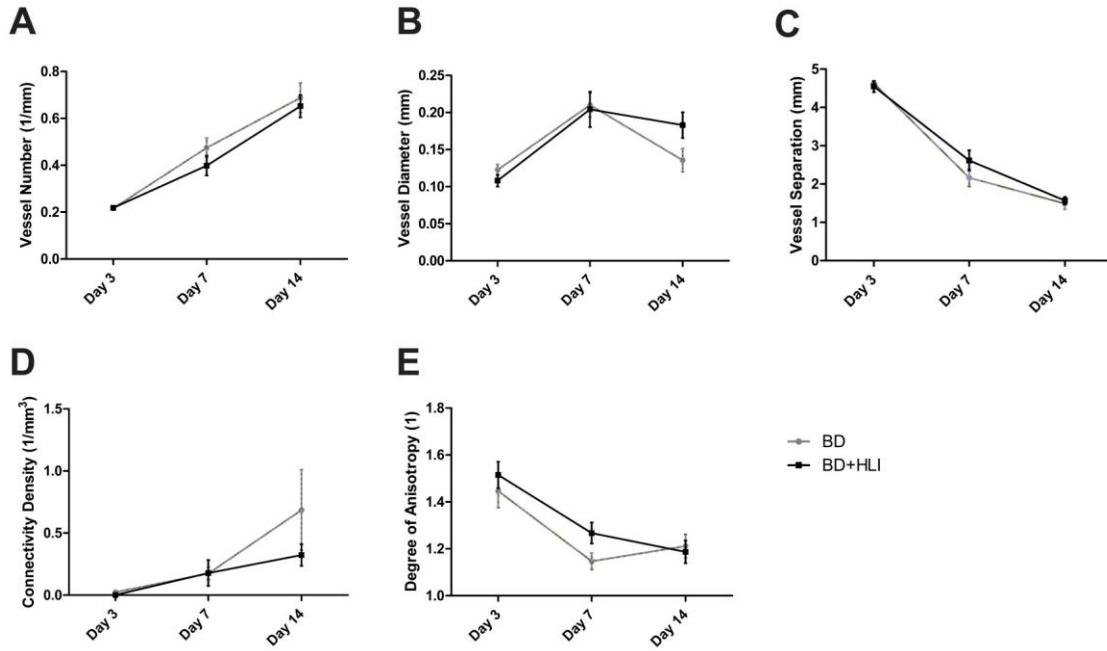 A
Vessel Number (1/mm)
0.8
0.6
0.4
0.2
0.0
Day 3
Day 7
Day 14
B
Vessel Diameter (mm)
0.25
0.20
0.15
0.10
0.05
0.00
Day 3
Day 7
Day 14
C
Vessel Separation (mm)
5
4
3
2
1
0
Day 3
Day 7
Day 14
D
Connectivity Density (1/mm³)
1.5
1.0
0.5
0.0
Day 3
Day 7
Day 14
E
Degree of Anisotropy (1)
1.8
1.6
1.4
1.2
1.0
Day 3
Day 7
Day 14
BD
BD+HLI